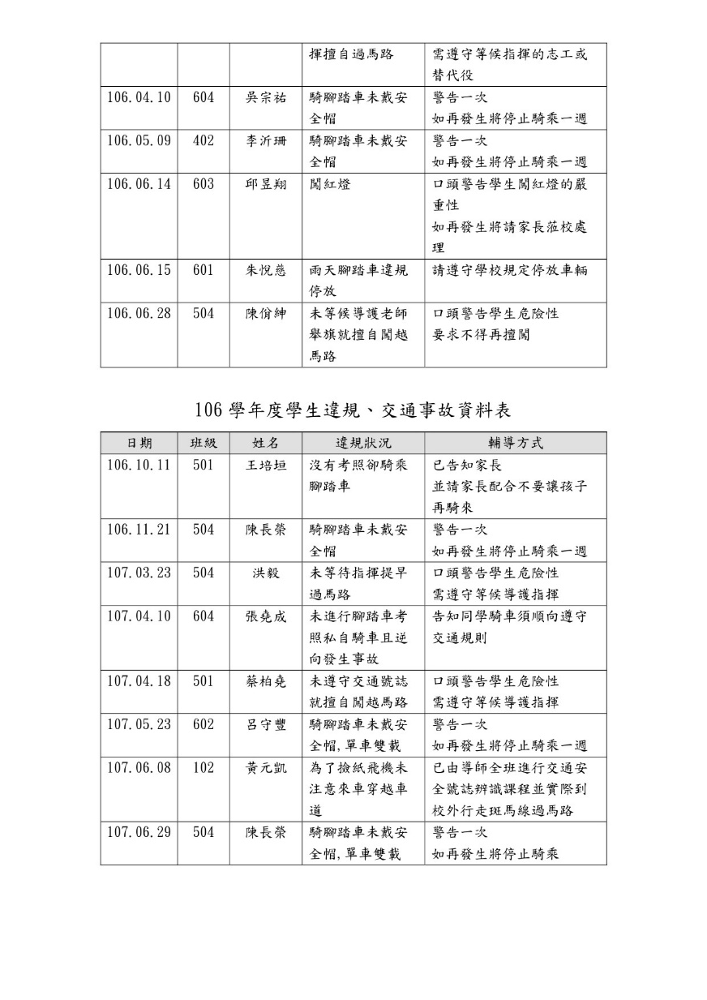 揮擅自過馬路 需遵守等候指揮的志工或
替代役
106.04.10 604 吳宗祐 騎腳踏車未戴安 警告一次
全帽 如再發生將停止騎乘一週
106.05.09 402 李沂珊 騎腳踏車未戴安 警告一次
全帽 如再發生將停止騎乘一週
106.06.14 603 邱昱翔 闖紅燈 口頭警告學生闖紅燈的嚴
重性
如再發生將請家長蒞校處
理
106.06.15 601 朱悅慈 雨天腳踏車違規 請遵守學校規定停放車輛
停放
106.06.28 504 陳佾紳 未等候導護老師 口頭警告學生危險性
舉旗就擅自闖越 要求不得再擅闖
馬路
106 學年度學生違規、交通事故資料表
日期 班級 姓名 違規狀況 輔導方式
106.10.11 501 王培垣 沒有考照卻騎乘 已告知家長
腳踏車 並請家長配合不要讓孩子
再騎來
106.11.21 504 陳長榮 騎腳踏車未戴安 警告一次
全帽 如再發生將停止騎乘一週
107.03.23 504 洪毅 未等待指揮提早 口頭警告學生危險性
過馬路 需遵守等候導護指揮
107.04.10 604 張堯成 未進行腳踏車考 告知同學騎車須順向遵守
照私自騎車且逆 交通規則
向發生事故
107.04.18 501 蔡柏堯 未遵守交通號誌 口頭警告學生危險性
就擅自闖越馬路 需遵守等候導護指揮
107.05.23 602 呂守豐 騎腳踏車未戴安 警告一次
全帽,單車雙載 如再發生將停止騎乘一週
107.06.08 102 黃元凱 為了撿紙飛機未 已由導師全班進行交通安
注意來車穿越車 全號誌辨識課程並實際到
道 校外行走斑馬線過馬路
107.06.29 504 陳長榮 騎腳踏車未戴安 警告一次
全帽,單車雙載 如再發生將停止騎乘